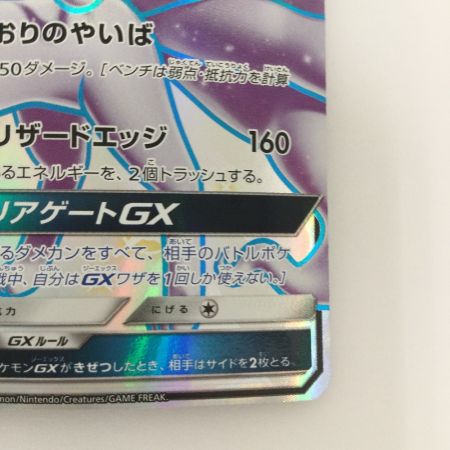 おりのやいば
50ダメージ。[ベンチは弱点・抵抗力を計算
リザードエッジ 160
るエネルギーを、2個トラッシュする。
リアゲートGX
るダメカンをすべて、相手のバトルポケ
戦中、自分はGXワザを1回しか使えない。]
にげる
GXルール
ケモンGXがきぜつしたとき、相手はサイドを2枚とる。
mon/Nintendo/Creatures/GAME FREAK.